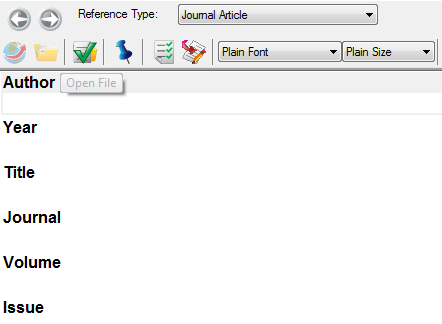 Reference Type: Journal Article
Plain Font Plain Size
Author Open File
Year
Title
Journal
Volume
Issue